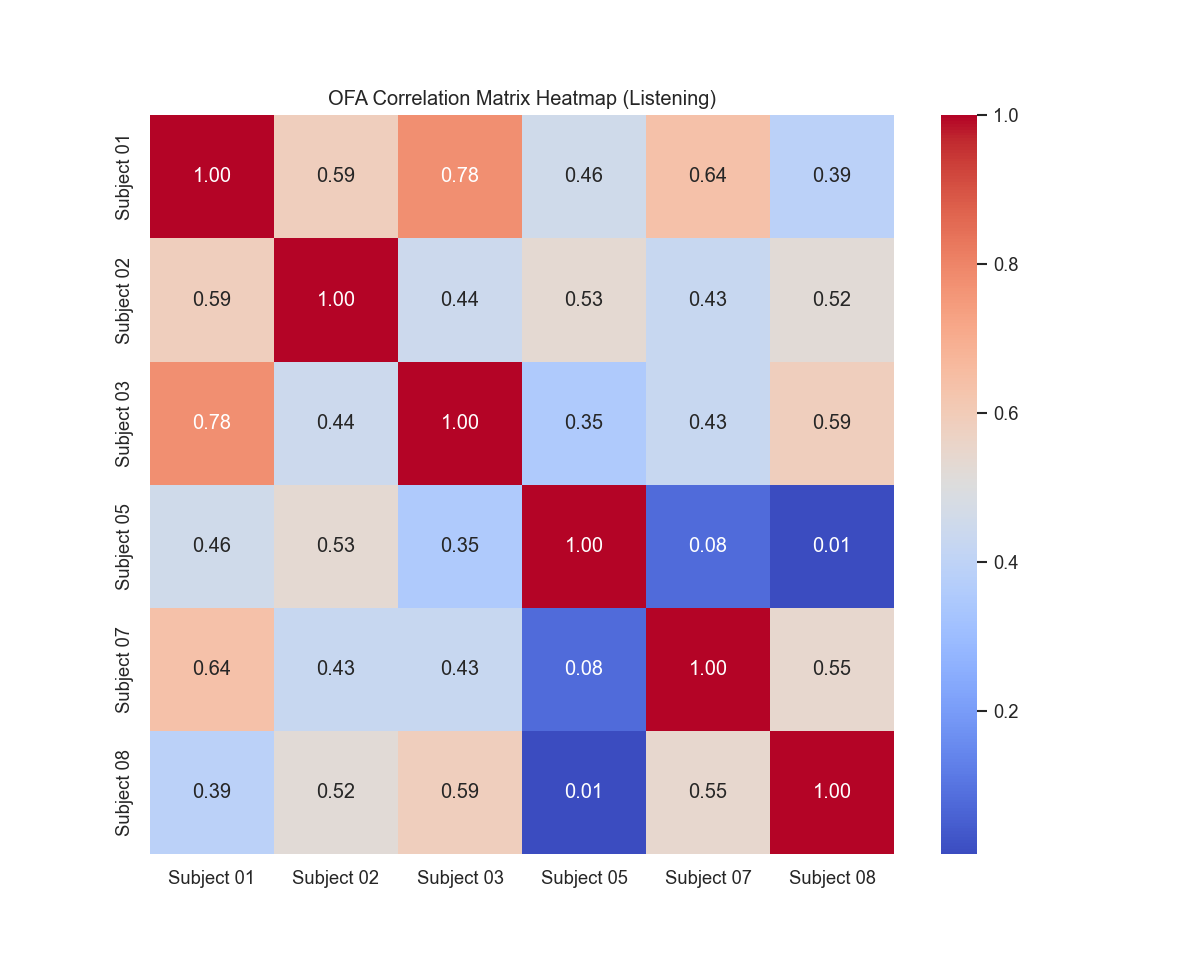 OFA Correlation Matrix Heatmap (Listening)
Subject 01 1.00 0.59 0.78 0.46 0.64 0.39
Subject 02 0.59 1.00 0.44 0.53 0.43 0.52
Subject 03 0.78 0.44 1.00 0.35 0.43 0.59
Subject 05 0.46 0.53 0.35 1.00 0.08 0.01
Subject 07 0.64 0.43 0.43 0.08 1.00 0.55
Subject 08 0.39 0.52 0.59 0.01 0.55 1.00
Subject 01 Subject 02 Subject 03 Subject 05 Subject 07 Subject 08
1.0
0.8
0.6
0.4
0.2